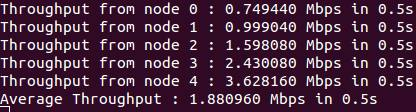 Throughput from node 0 : 0.749440 Mbps in 0.5s
Throughput from node 1 : 0.999040 Mbps in 0.5s
Throughput from node 2 : 1.598080 Mbps in 0.5s
Throughput from node 3 : 2.430080 Mbps in 0.5s
Throughput from node 4 : 3.628160 Mbps in 0.5s
Average Throughput : 1.880960 Mbps in 0.5s